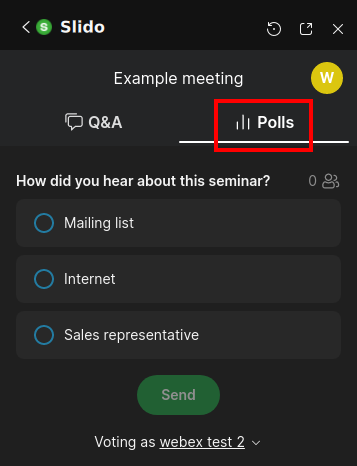 S Slido
Example meeting
W
Q&A
Polls
How did you hear about this seminar?
0
Mailing list
Internet
Sales representative
Send
Voting as webex test 2